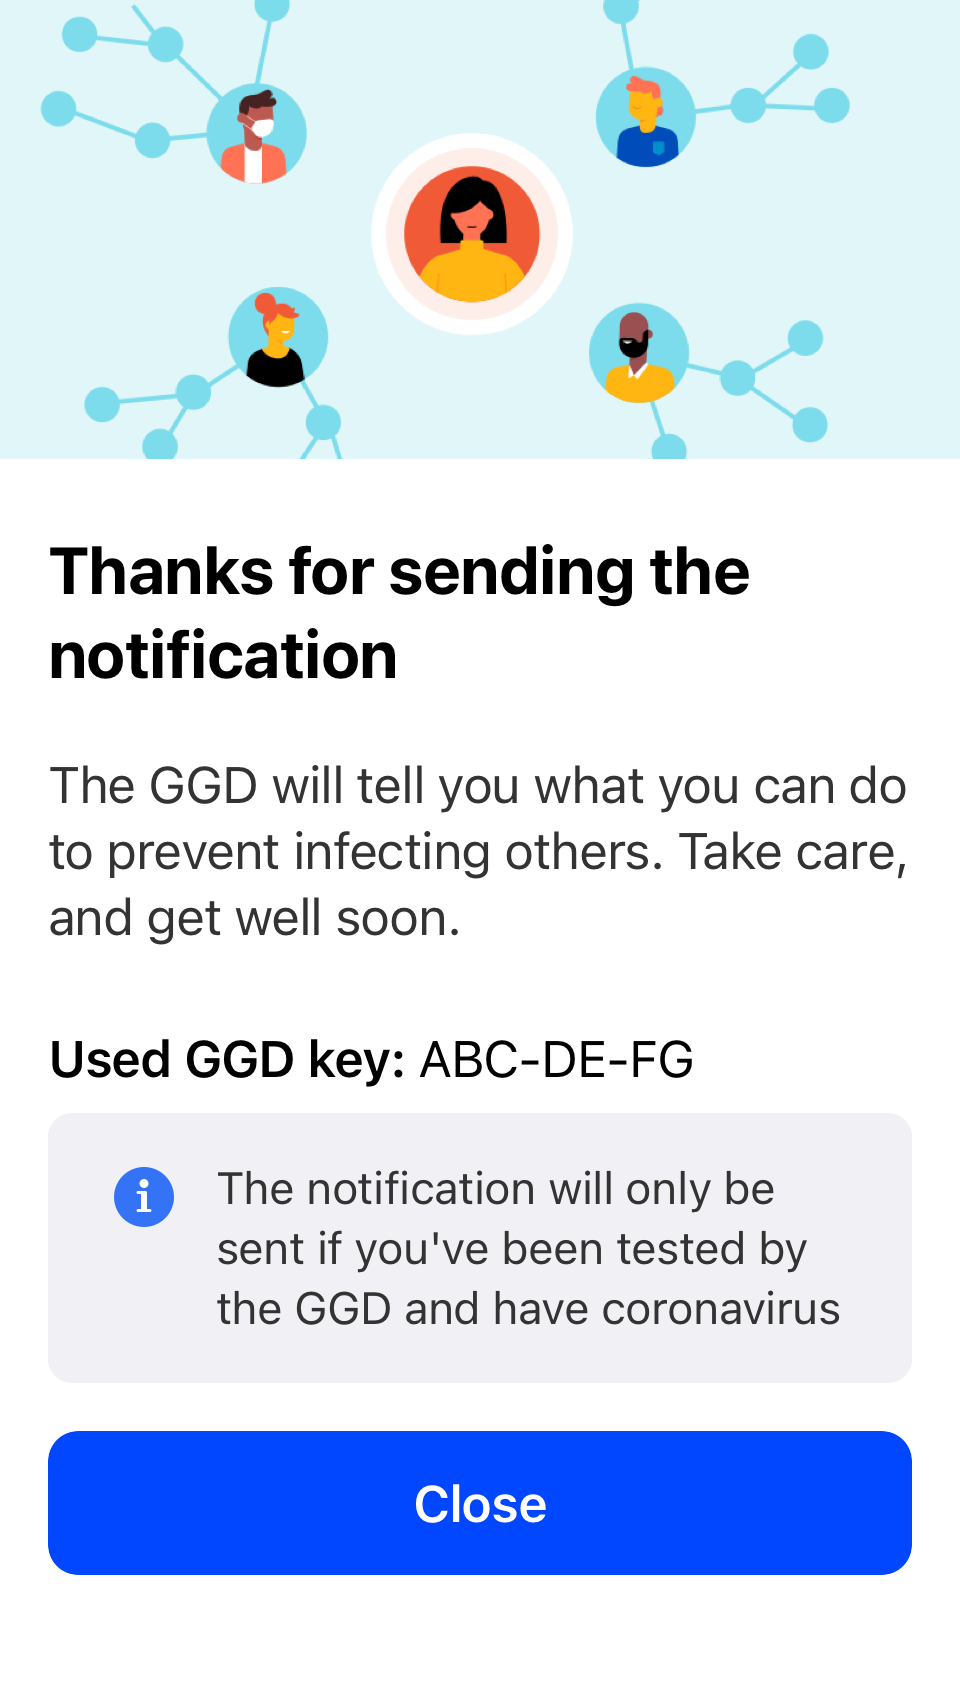 Thanks for sending the
notification
The GGD will tell you what you can do
to prevent infecting others. Take care,
and get well soon.
Used GGD key: ABC-DE-FG
The notification will only be
sent if you've been tested by
the GGD and have coronavirus
Close